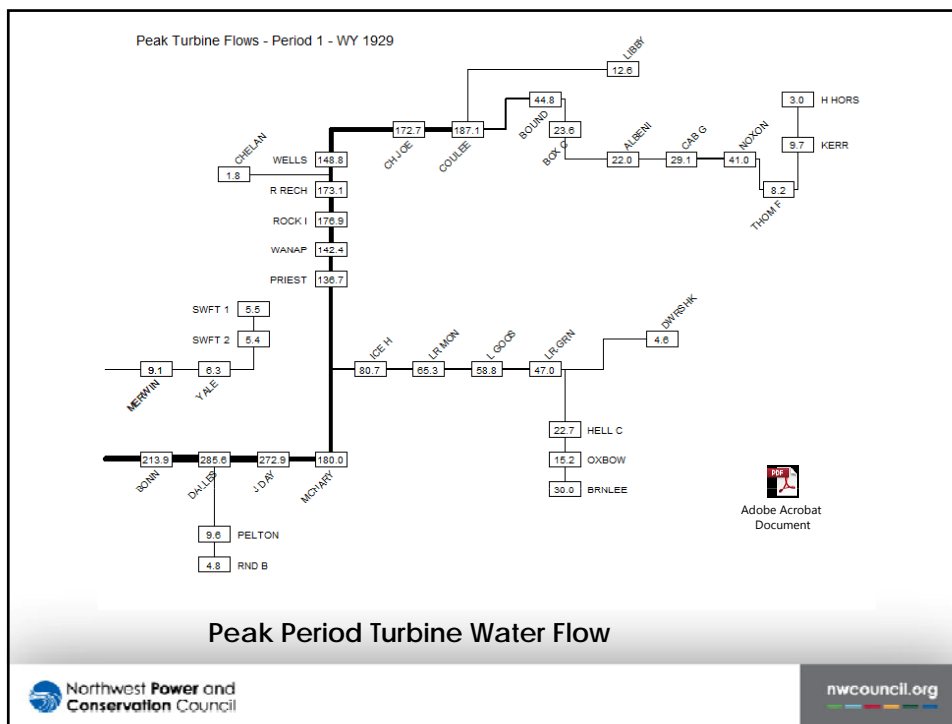 Peak Turbine Flows - Period 1 - WY 1929
LIBBY
12.6
44.8
BOUND
3.0 H HORS
172.7
CH JOE
187.1
COULEE
23.6
BOX C
22.0
ALBENI
29.1
CAB G
41.0
NOXON
9.7 KERR
8.2
THOM F
CHELAN
1.8
WELLS 148.8
R RECH 173.1
ROCK I 176.9
WANAP 142.4
PRIEST 136.7
SWFT 1 5.5
SWFT 2 5.4
9.1
MERWIN
6.3
YALE
ICE H
80.7
LR MON
65.3
L GOOS
58.8
LR.GRN
47.0
DWRSHK
4.6
22.7 HELL C
15.2 OXBOW
30.0 BRNLEE
213.9
BONN
285.6
DALLES
272.9
J DAY
180.0
MCNARY
9.6 PELTON
4.8 RND B
PDF
Adobe Acrobat
Document
Peak Period Turbine Water Flow
Northwest Power and
Conservation Council
nwcouncil.org